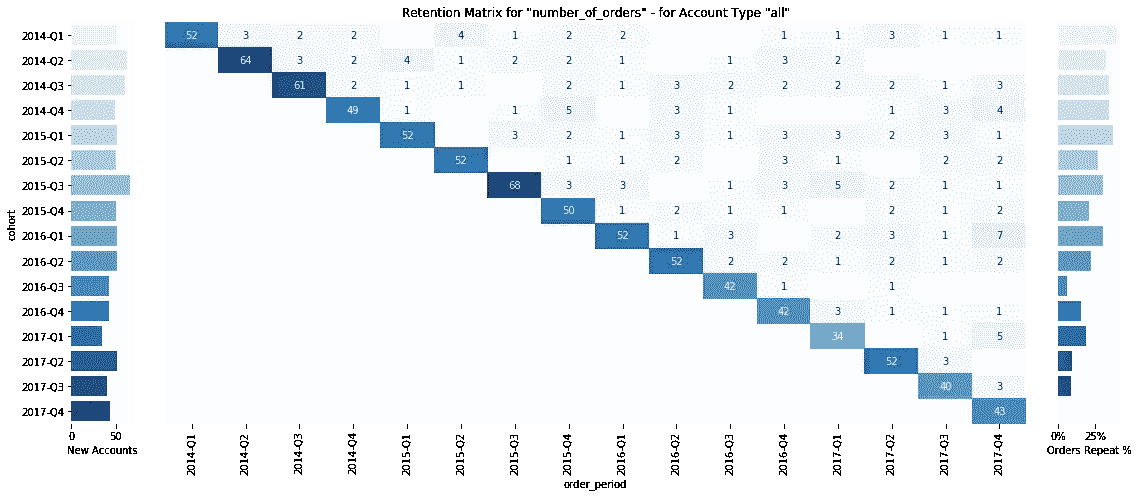 Retention Matrix for "number_of_orders" - for Account Type "all"
2014-Q1 52 3 2 2 4 1 2 2 1 1 3 1 1
2014-Q2 64 3 2 4 1 2 2 1 1 3 2
2014-Q3 61 2 1 1 2 1 3 2 2 2 2 1 3
2014-Q4 49 1 1 5 3 1 1 3 4
2015-Q1 52 3 2 1 3 1 3 3 2 3 1
2015-Q2 52 1 1 2 3 1 2 2
2015-Q3 68 3 3 1 3 5 2 1 1
2015-Q4 50 1 2 1 1 2 1 2
cohort
2016-Q1 52 1 3 2 3 1 7
2016-Q2 52 2 2 1 2 1 2
2016-Q3 42 1 1
2016-Q4 42 3 1 1 1
2017-Q1 34 1 5
2017-Q2 52 3
2017-Q3 40 3
2017-Q4 43
0 50
New Accounts
2014-Q1 2014-Q2 2014-Q3 2014-Q4 2015-Q1 2015-Q2 2015-Q3 2015-Q4 2016-Q1 2016-Q2 2016-Q3 2016-Q4 2017-Q1 2017-Q2 2017-Q3 2017-Q4
order_period
0% 25%
Orders Repeat %